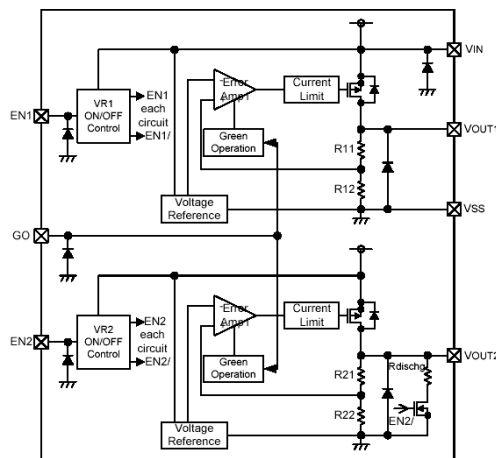 VIN
EN1
VR1
ON/OFF
Control
EN1
each
circuit
EN1/
Error
Amp1
Current
Limit
VOUT1
Green
Operation
R11
R12
Voltage
Reference
VSS
GO
EN2
VR2
ON/OFF
Control
EN2
each
circuit
EN2/
Error
Amp1
Current
Limit
VOUT2
Green
Operation
R21
Rdischg
R22
EN2/
Voltage
Reference